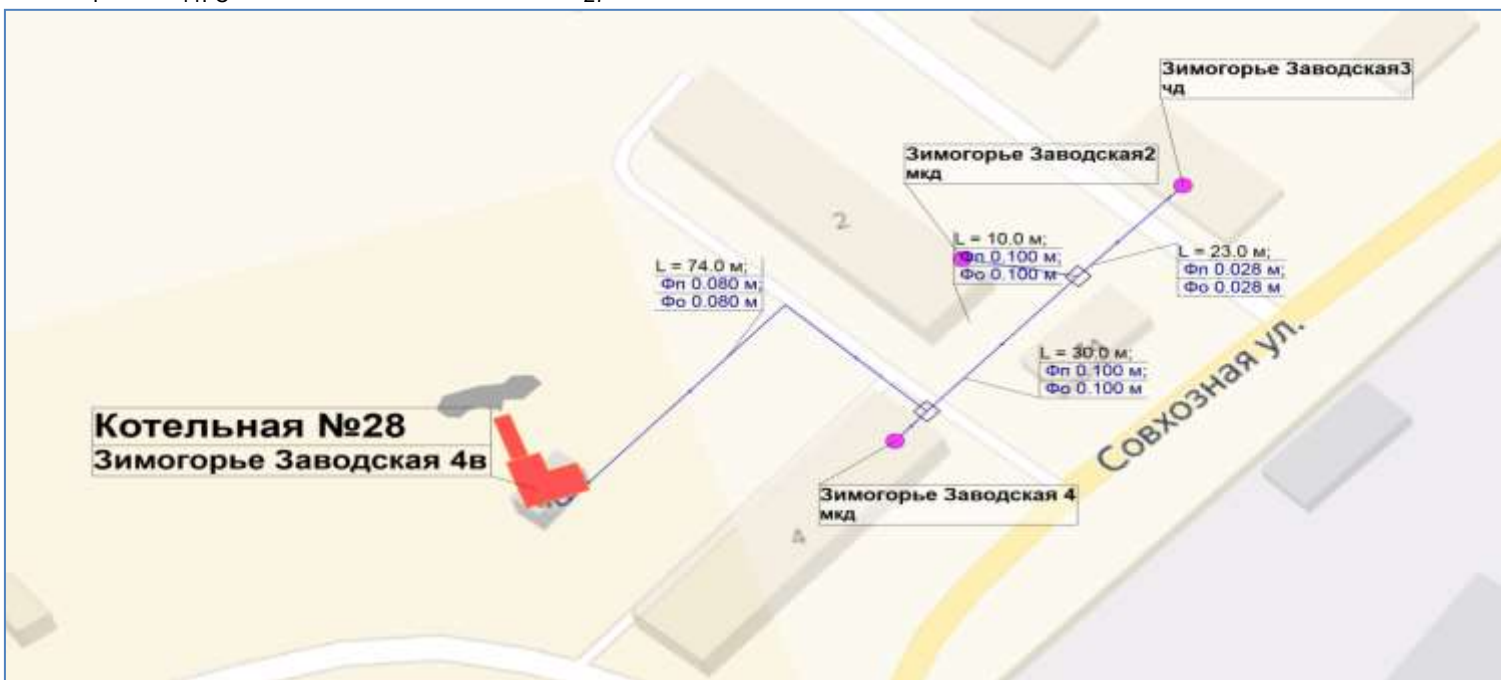 Зимогорье Заводская3
чд
Зимогорье Заводская2
мкд
2
L = 10.0 м;
Фп 0.100 м;
Фо 0.100 м
L = 23.0 м;
Фп 0.028 м;
Фо 0.028 м
L = 74.0 м;
Фп 0.080 м;
Фо 0.080 м
L = 30.0 м;
Фп 0.100 м;
Фо 0.100 м
Совхозная ул.
Котельная №28
Зимогорье Заводская 4в
Зимогорье Заводская 4
мкд
4